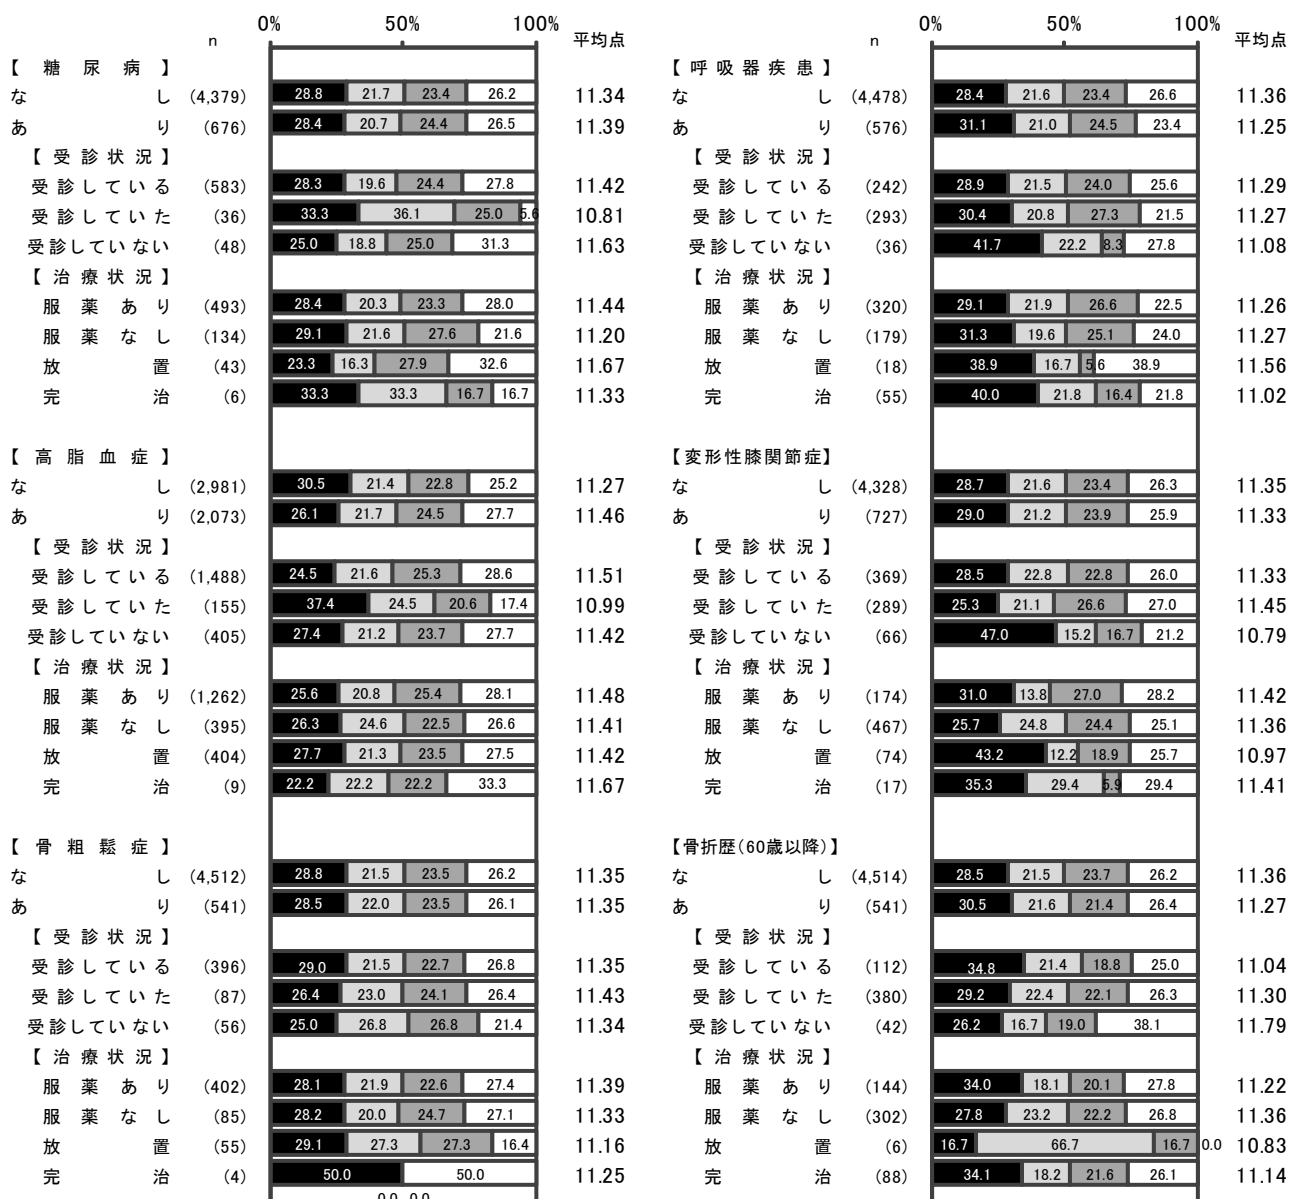 0% 50% 100%
n 平均点
【糖尿病】
なし (4,379) 28.8 21.7 23.4 26.2 11.34
あり (676) 28.4 20.7 24.4 26.5 11.39
【受診状況】
受診している (583) 28.3 19.6 24.4 27.8 11.42
受診していた (36) 33.3 36.1 25.0 5.6 10.81
受診していない (48) 25.0 18.8 25.0 31.3 11.63
【治療状況】
服薬あり (493) 28.4 20.3 23.3 28.0 11.44
服薬なし (134) 29.1 21.6 27.6 21.6 11.20
放置 (43) 23.3 16.3 27.9 32.6 11.67
完治 (6) 33.3 33.3 16.7 16.7 11.33
【高脂血症】
なし (2,981) 30.5 21.4 22.8 25.2 11.27
あり (2,073) 26.1 21.7 24.5 27.7 11.46
【受診状況】
受診している (1,488) 24.5 21.6 25.3 28.6 11.51
受診していた (155) 37.4 24.5 20.6 17.4 10.99
受診していない (405) 27.4 21.2 23.7 27.7 11.42
【治療状況】
服薬あり (1,262) 25.6 20.8 25.4 28.1 11.48
服薬なし (395) 26.3 24.6 22.5 26.6 11.41
放置 (404) 27.7 21.3 23.5 27.5 11.42
完治 (9) 22.2 22.2 22.2 33.3 11.67
【骨粗鬆症】
なし (4,512) 28.8 21.5 23.5 26.2 11.35
あり (541) 28.5 22.0 23.5 26.1 11.35
【受診状況】
受診している (396) 29.0 21.5 22.7 26.8 11.35
受診していた (87) 26.4 23.0 24.1 26.4 11.43
受診していない (56) 25.0 26.8 26.8 21.4 11.34
【治療状況】
服薬あり (402) 28.1 21.9 22.6 27.4 11.39
服薬なし (85) 28.2 20.0 24.7 27.1 11.33
放置 (55) 29.1 27.3 27.3 16.4 11.16
完治 (4) 50.0 50.0 11.25
0.0 0.0
0% 50% 100%
n 平均点
【呼吸器疾患】
なし (4,478) 28.4 21.6 23.4 26.6 11.36
あり (576) 31.1 21.0 24.5 23.4 11.25
【受診状況】
受診している (242) 28.9 21.5 24.0 25.6 11.29
受診していた (293) 30.4 20.8 27.3 21.5 11.27
受診していない (36) 41.7 22.2 8.3 27.8 11.08
【治療状況】
服薬あり (320) 29.1 21.9 26.6 22.5 11.26
服薬なし (179) 31.3 19.6 25.1 24.0 11.27
放置 (18) 38.9 16.7 5.6 38.9 11.56
完治 (55) 40.0 21.8 16.4 21.8 11.02
【変形性膝関節症】
なし (4,328) 28.7 21.6 23.4 26.3 11.35
あり (727) 29.0 21.2 23.9 25.9 11.33
【受診状況】
受診している (369) 28.5 22.8 22.8 26.0 11.33
受診していた (289) 25.3 21.1 26.6 27.0 11.45
受診していない (66) 47.0 15.2 16.7 21.2 10.79
【治療状況】
服薬あり (174) 31.0 13.8 27.0 28.2 11.42
服薬なし (467) 25.7 24.8 24.4 25.1 11.36
放置 (74) 43.2 12.2 18.9 25.7 10.97
完治 (17) 35.3 29.4 5.9 29.4 11.41
【骨折歴(60歳以降)】
なし (4,514) 28.5 21.5 23.7 26.2 11.36
あり (541) 30.5 21.6 21.4 26.4 11.27
【受診状況】
受診している (112) 34.8 21.4 18.8 25.0 11.04
受診していた (380) 29.2 22.4 22.1 26.3 11.30
受診していない (42) 26.2 16.7 19.0 38.1 11.79
【治療状況】
服薬あり (144) 34.0 18.1 20.1 27.8 11.22
服薬なし (302) 27.8 23.2 22.2 26.8 11.36
放置 (6) 16.7 66.7 16.7 0.0 10.83
完治 (88) 34.1 18.2 21.6 26.1 11.14